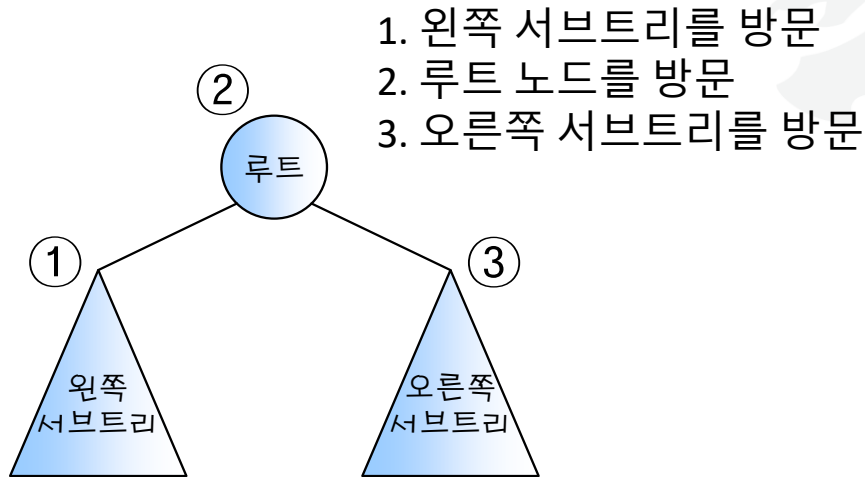 1. 왼쪽 서브트리를 방문
2. 루트 노드를 방문
3. 오른쪽 서브트리를 방문
②
루트
①
③
왼쪽
서브트리
오른쪽
서브트리